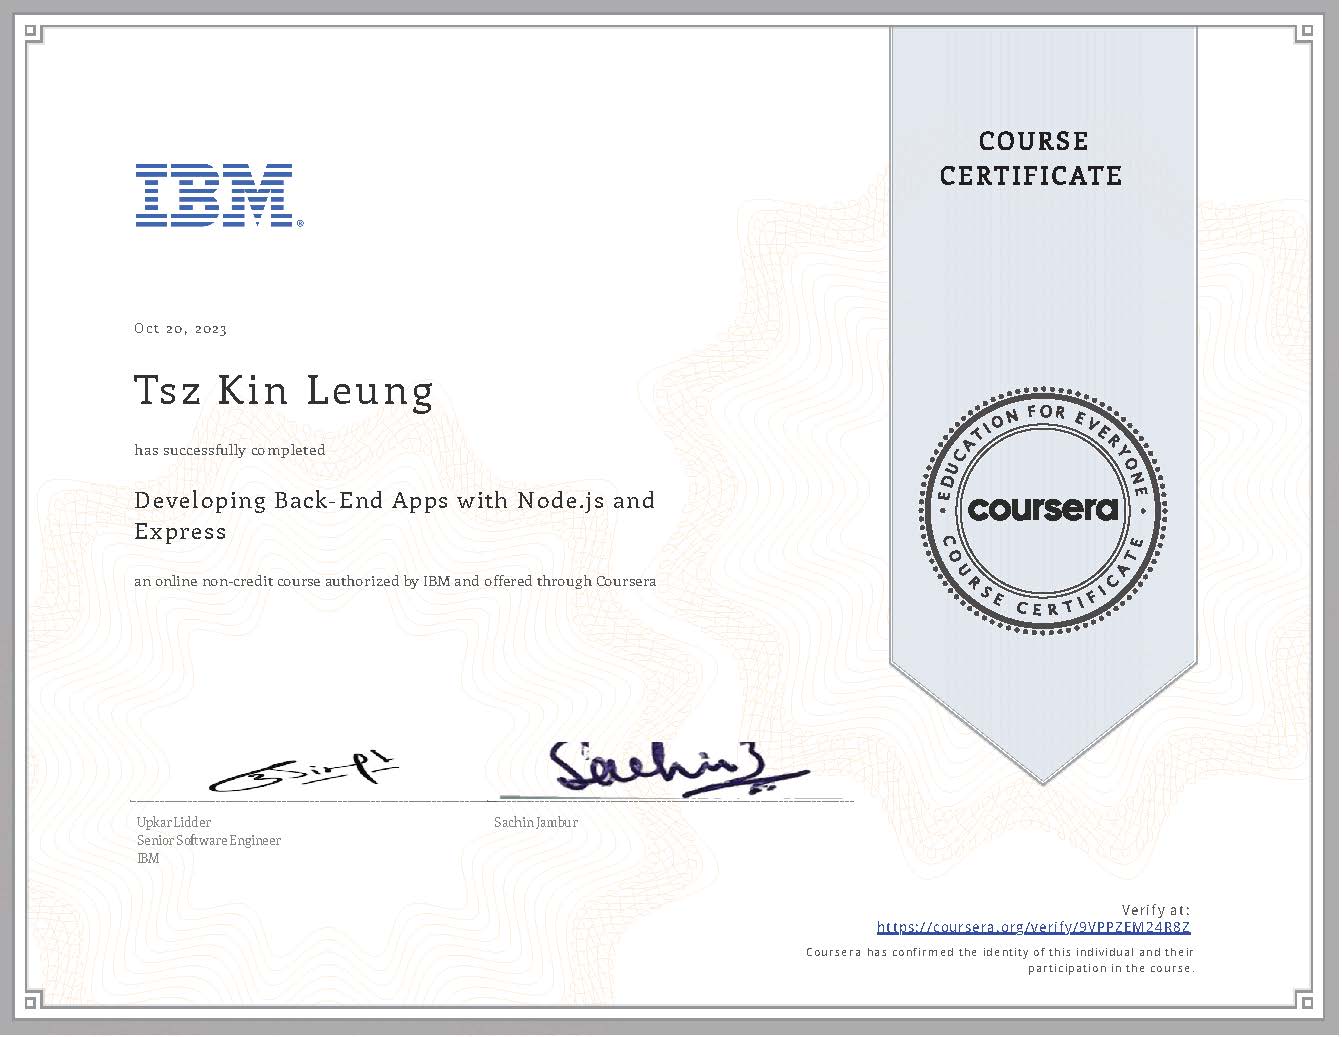 IBM®
COURSE
CERTIFICATE
Oct 20, 2023
Tsz Kin Leung
has successfully completed
Developing Back-End Apps with Node.js and
Express
an online non-credit course authorized by IBM and offered through Coursera
EDUCATION FOR EVERYONE
coursera
COURSE CERTIFICATE
Sachin J
Upkar Lidder
Senior Software Engineer
IBM
Sachin Jambur
Verify at:
https://coursera.org/verify/9VPPZEM24R8Z
Coursera has confirmed the identity of this individual and their
participation in the course.